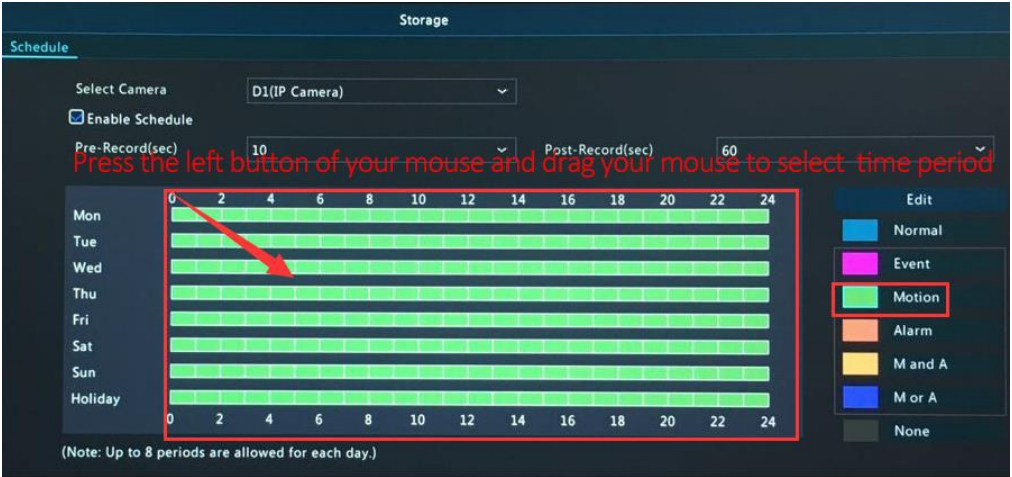 Storage
Schedule
Select Camera D1(IP Camera)
Enable Schedule
Pre-Record(sec) 10 Post-Record(sec) 60
Press the left button of your mouse and drag your mouse to select time period
0 2 4 6 8 10 12 14 16 18 20 22 24
Mon
Tue
Wed
Thu
Fri
Sat
Sun
Holiday
0 2 4 6 8 10 12 14 16 18 20 22 24
Edit
Normal
Event
Motion
Alarm
M and A
M or A
None
(Note: Up to 8 periods are allowed for each day.)